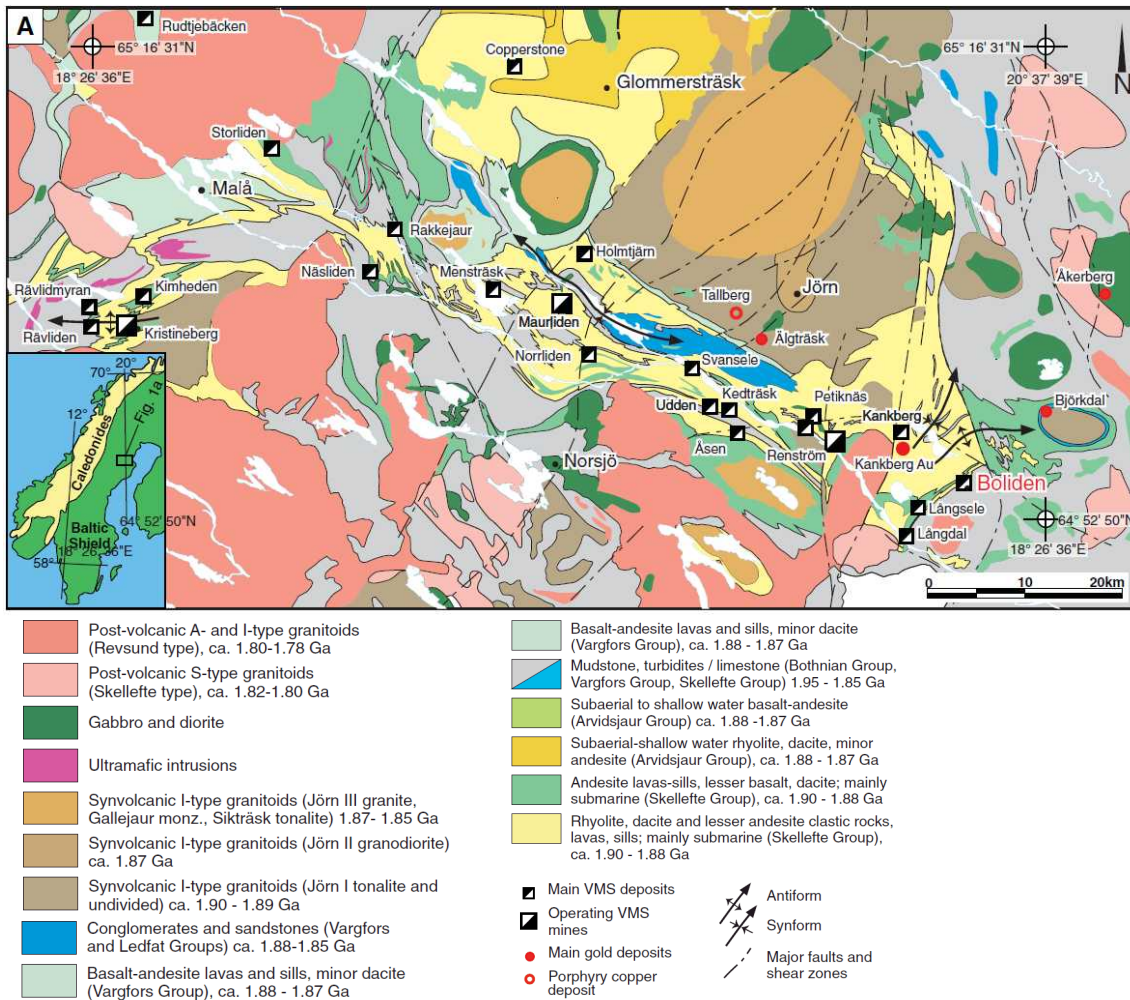 A
Rudtjebäcken
65° 16' 31"N
18° 26' 36"E
Copperstone
Glommersträsk
65° 16' 31"N
20° 37' 39"E
N
Storliden
Malå
Rakkejaur
Holmtjärn
Näsliden
Mensträsk
Maurliden
Tallberg
Jörn
Åkerberg
Rävlidmyran
Kimheden
Rävliden
Kristineberg
Norrliden
Svansele
Älgträsk
Kedträsk
Udden
Petiknäs
Kankberg
Björkdal
Åsen
Renström
Kankberg Au
Norsjö
Boliden
Långsele
Långdal
64° 52' 50"N
18° 26' 36"E
0 10 20km
20°
70°
Fig. 1a
12°
Caledonides
64° 52' 50"N
Baltic
Shield
18° 26' 36"E
58°
Post-volcanic A- and I-type granitoids
(Revsund type), ca. 1.80-1.78 Ga
Post-volcanic S-type granitoids
(Skellefte type), ca. 1.82-1.80 Ga
Gabbro and diorite
Ultramafic intrusions
Synvolcanic I-type granitoids (Jörn III granite,
Gallejaur monz., Sikträsk tonalite) 1.87- 1.85 Ga
Synvolcanic I-type granitoids (Jörn II granodiorite)
ca. 1.87 Ga
Synvolcanic I-type granitoids (Jörn I tonalite and
undivided) ca. 1.90 - 1.89 Ga
Conglomerates and sandstones (Vargfors
and Ledfat Groups) ca. 1.88-1.85 Ga
Basalt-andesite lavas and sills, minor dacite
(Vargfors Group), ca. 1.88 - 1.87 Ga
Basalt-andesite lavas and sills, minor dacite
(Vargfors Group), ca. 1.88 - 1.87 Ga
Mudstone, turbidites / limestone (Bothnian Group,
Vargfors Group, Skellefte Group) 1.95 - 1.85 Ga
Subaerial to shallow water basalt-andesite
(Arvidsjaur Group) ca. 1.88 -1.87 Ga
Subaerial-shallow water rhyolite, dacite, minor
andesite (Arvidsjaur Group), ca. 1.88 - 1.87 Ga
Andesite lavas-sills, lesser basalt, dacite; mainly
submarine (Skellefte Group), ca. 1.90 - 1.88 Ga
Rhyolite, dacite and lesser andesite clastic rocks,
lavas, sills; mainly submarine (Skellefte Group),
ca. 1.90 - 1.88 Ga
Main VMS deposits
Operating VMS
mines
Main gold deposits
Porphyry copper
deposit
Antiform
Synform
Major faults and
shear zones